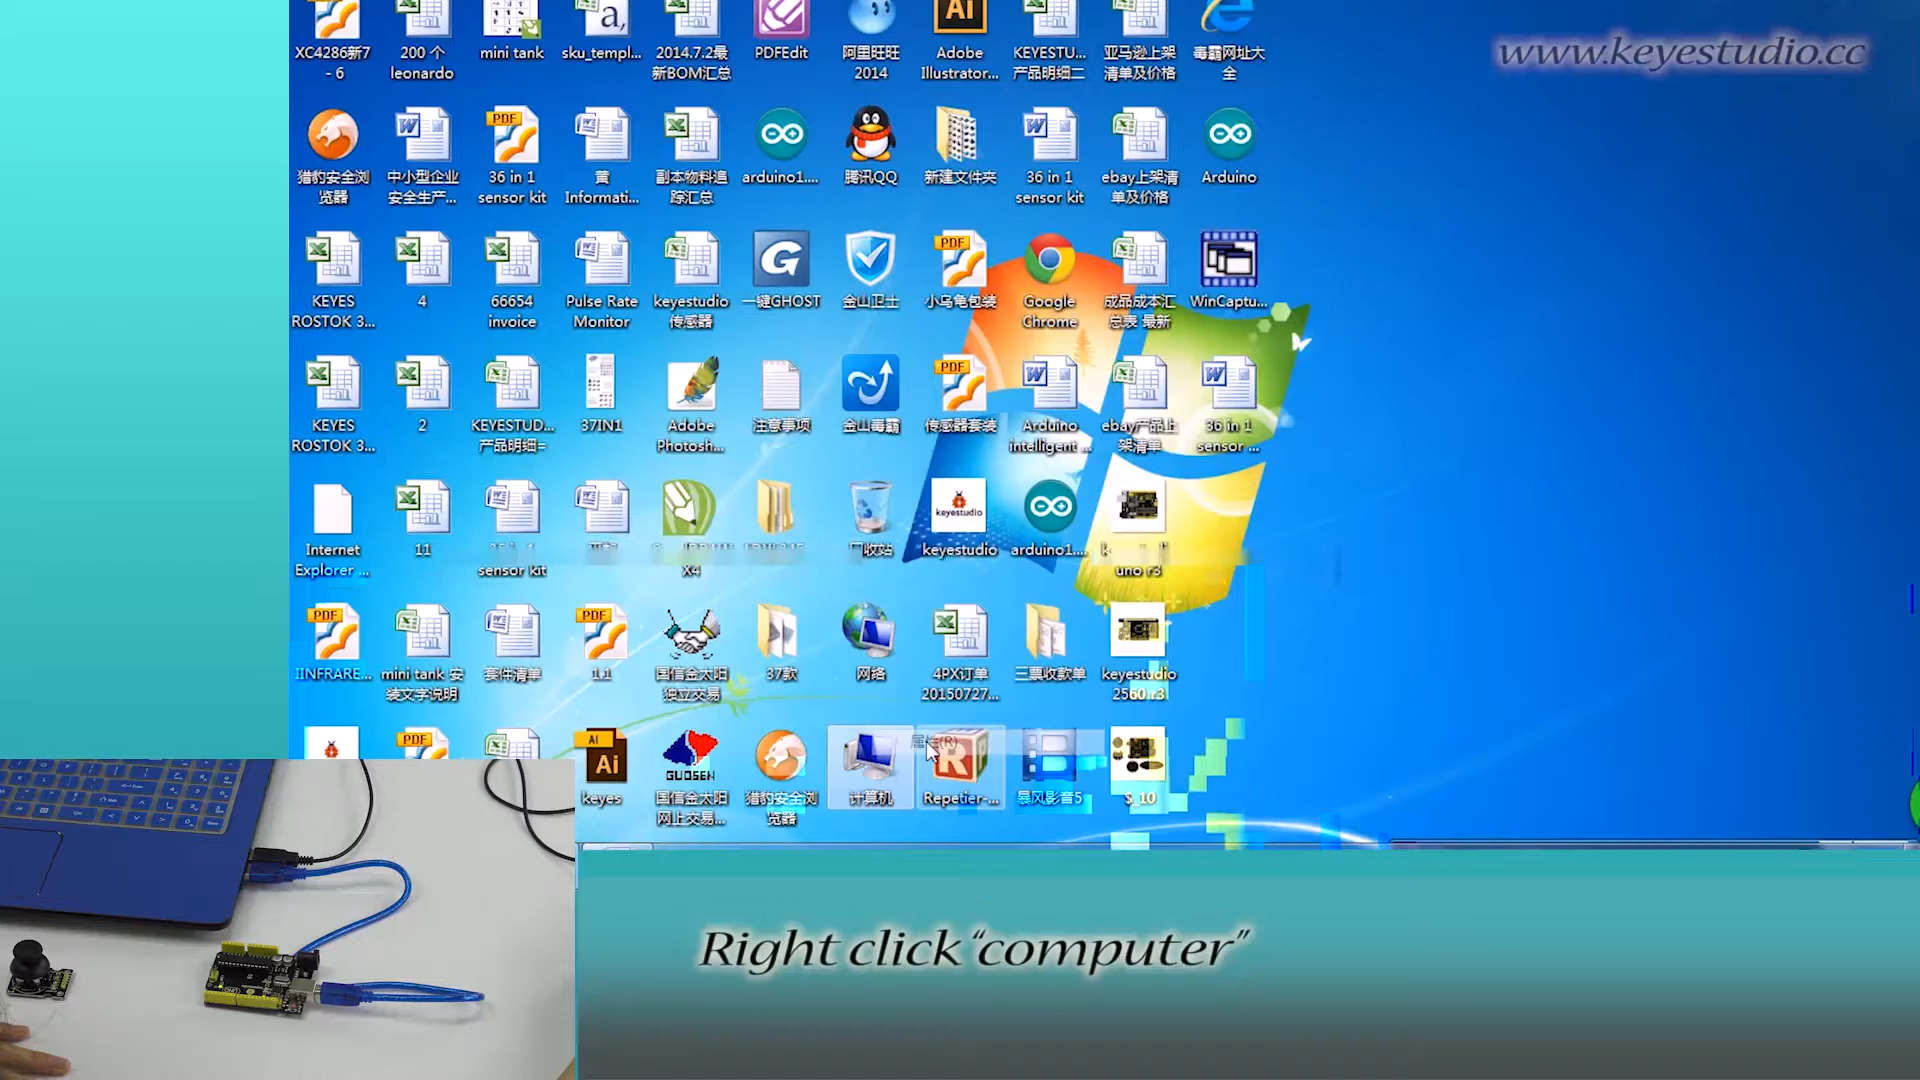 www.keyestudio.cc
XC4286新7
- 6
200 个
leonardo
mini tank
sku_templ...
2014.7.2最
新BOM汇总
PDFEdit
阿里旺旺
2014
Adobe
Illustrator...
KEYESTU...
产品明细二
亚马逊上架
清单及价格
毒霸网址大
全
猎豹安全浏
览器
中小型企业
安全生产...
36 in 1
sensor kit
黄
Informati...
副本物料追
踪汇总
arduino1....
腾讯QQ
新建文件夹
36 in 1
sensor kit
ebay上架清
单及价格
Arduino
KEYES
ROSTOK 3...
4
66654
invoice
Pulse Rate
Monitor
keyestudio
传感器
一键GHOST
金山卫士
小乌龟包装
Google
Chrome
成品成本汇
总表 最新
WinCaptu...
KEYES
ROSTOK 3...
2
KEYESTUD...
产品明细=
37IN1
Adobe
Photosh...
注意事项
金山毒霸
传感器套装
Arduino
intelligent ...
ebay产品上
架清单
36 in 1
sensor ...
Internet
Explorer ...
11
sensor kit
X4
回收站
keyestudio
arduino1....
uno r3
IINFRARE...
mini tank 安
装文字说明
套件清单
1.1
国信金太阳
独立交易
37款
网络
4PX订单
20150727...
三票收款单
keyestudio
2560 r3
属性(R)
keyes
GUOSEN
国信金太阳
网上交易...
猎豹安全浏
览器
计算机
Repetier-...
暴风影音5
$_10
Right click “computer”